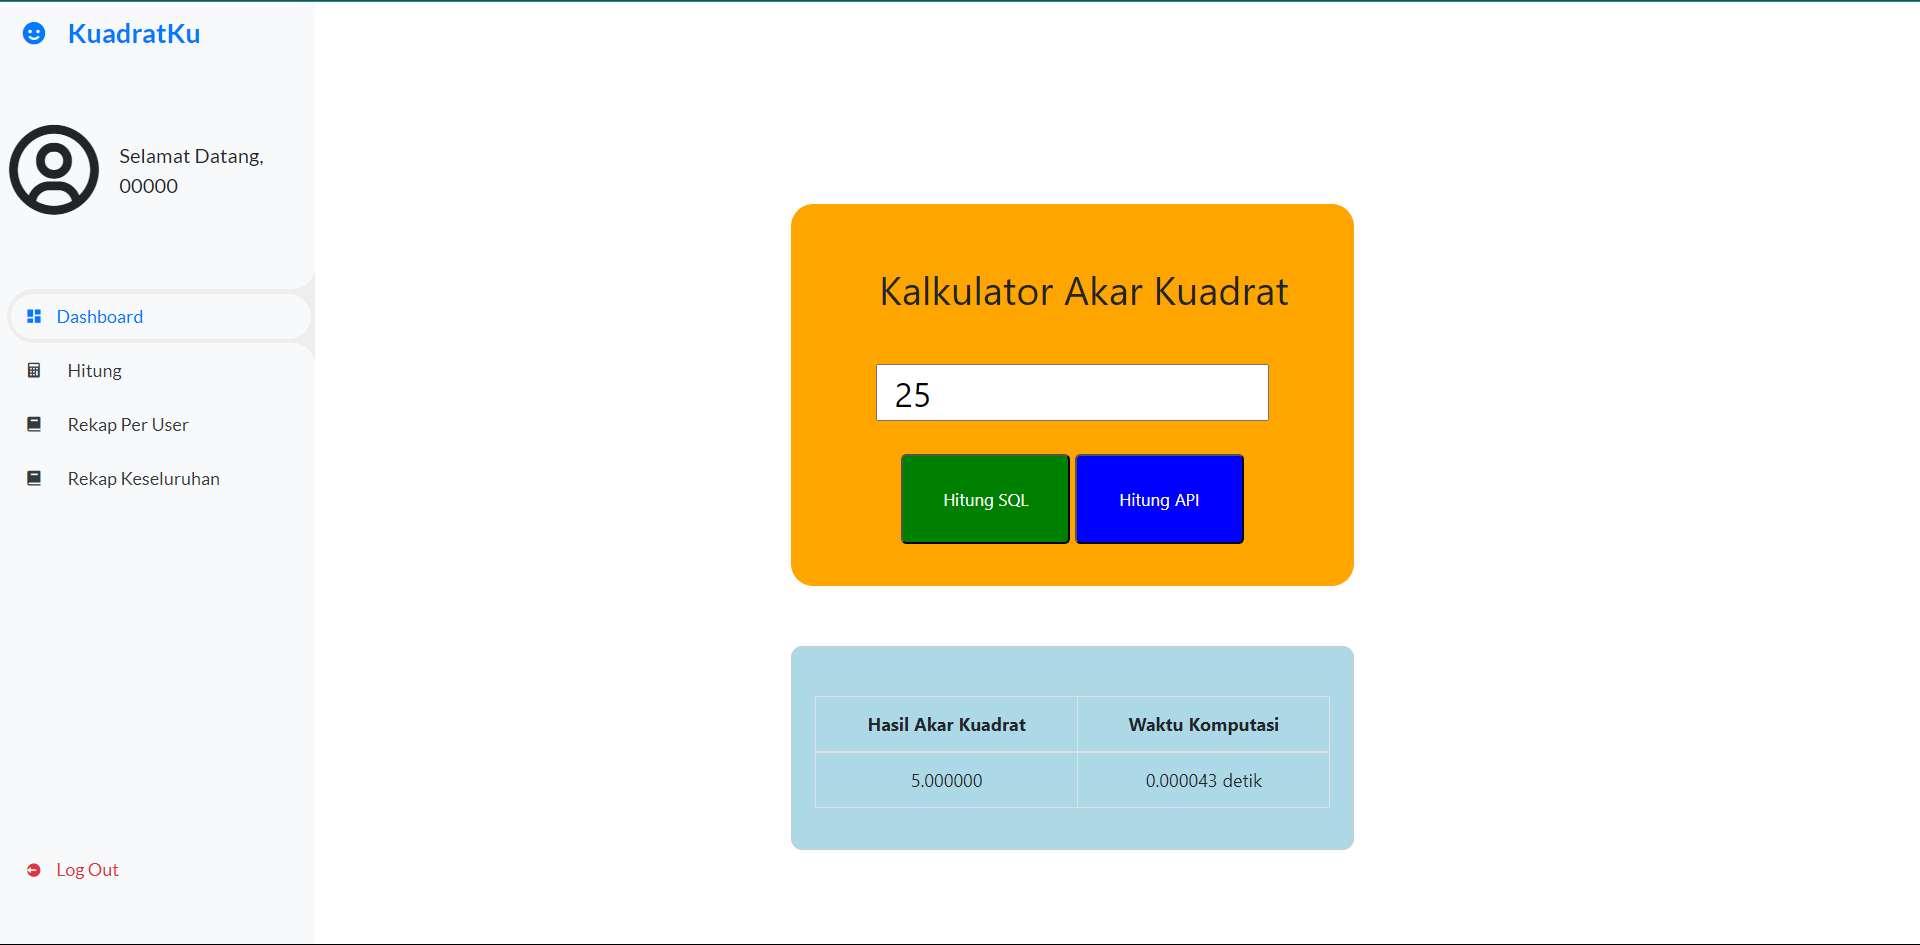 KuadratKu
Selamat Datang,
00000
Dashboard
Hitung
Rekap Per User
Rekap Keseluruhan
Log Out
Kalkulator Akar Kuadrat
25
Hitung SQL
Hitung API
Hasil Akar Kuadrat
Waktu Komputasi
5.000000
0.000043 detik